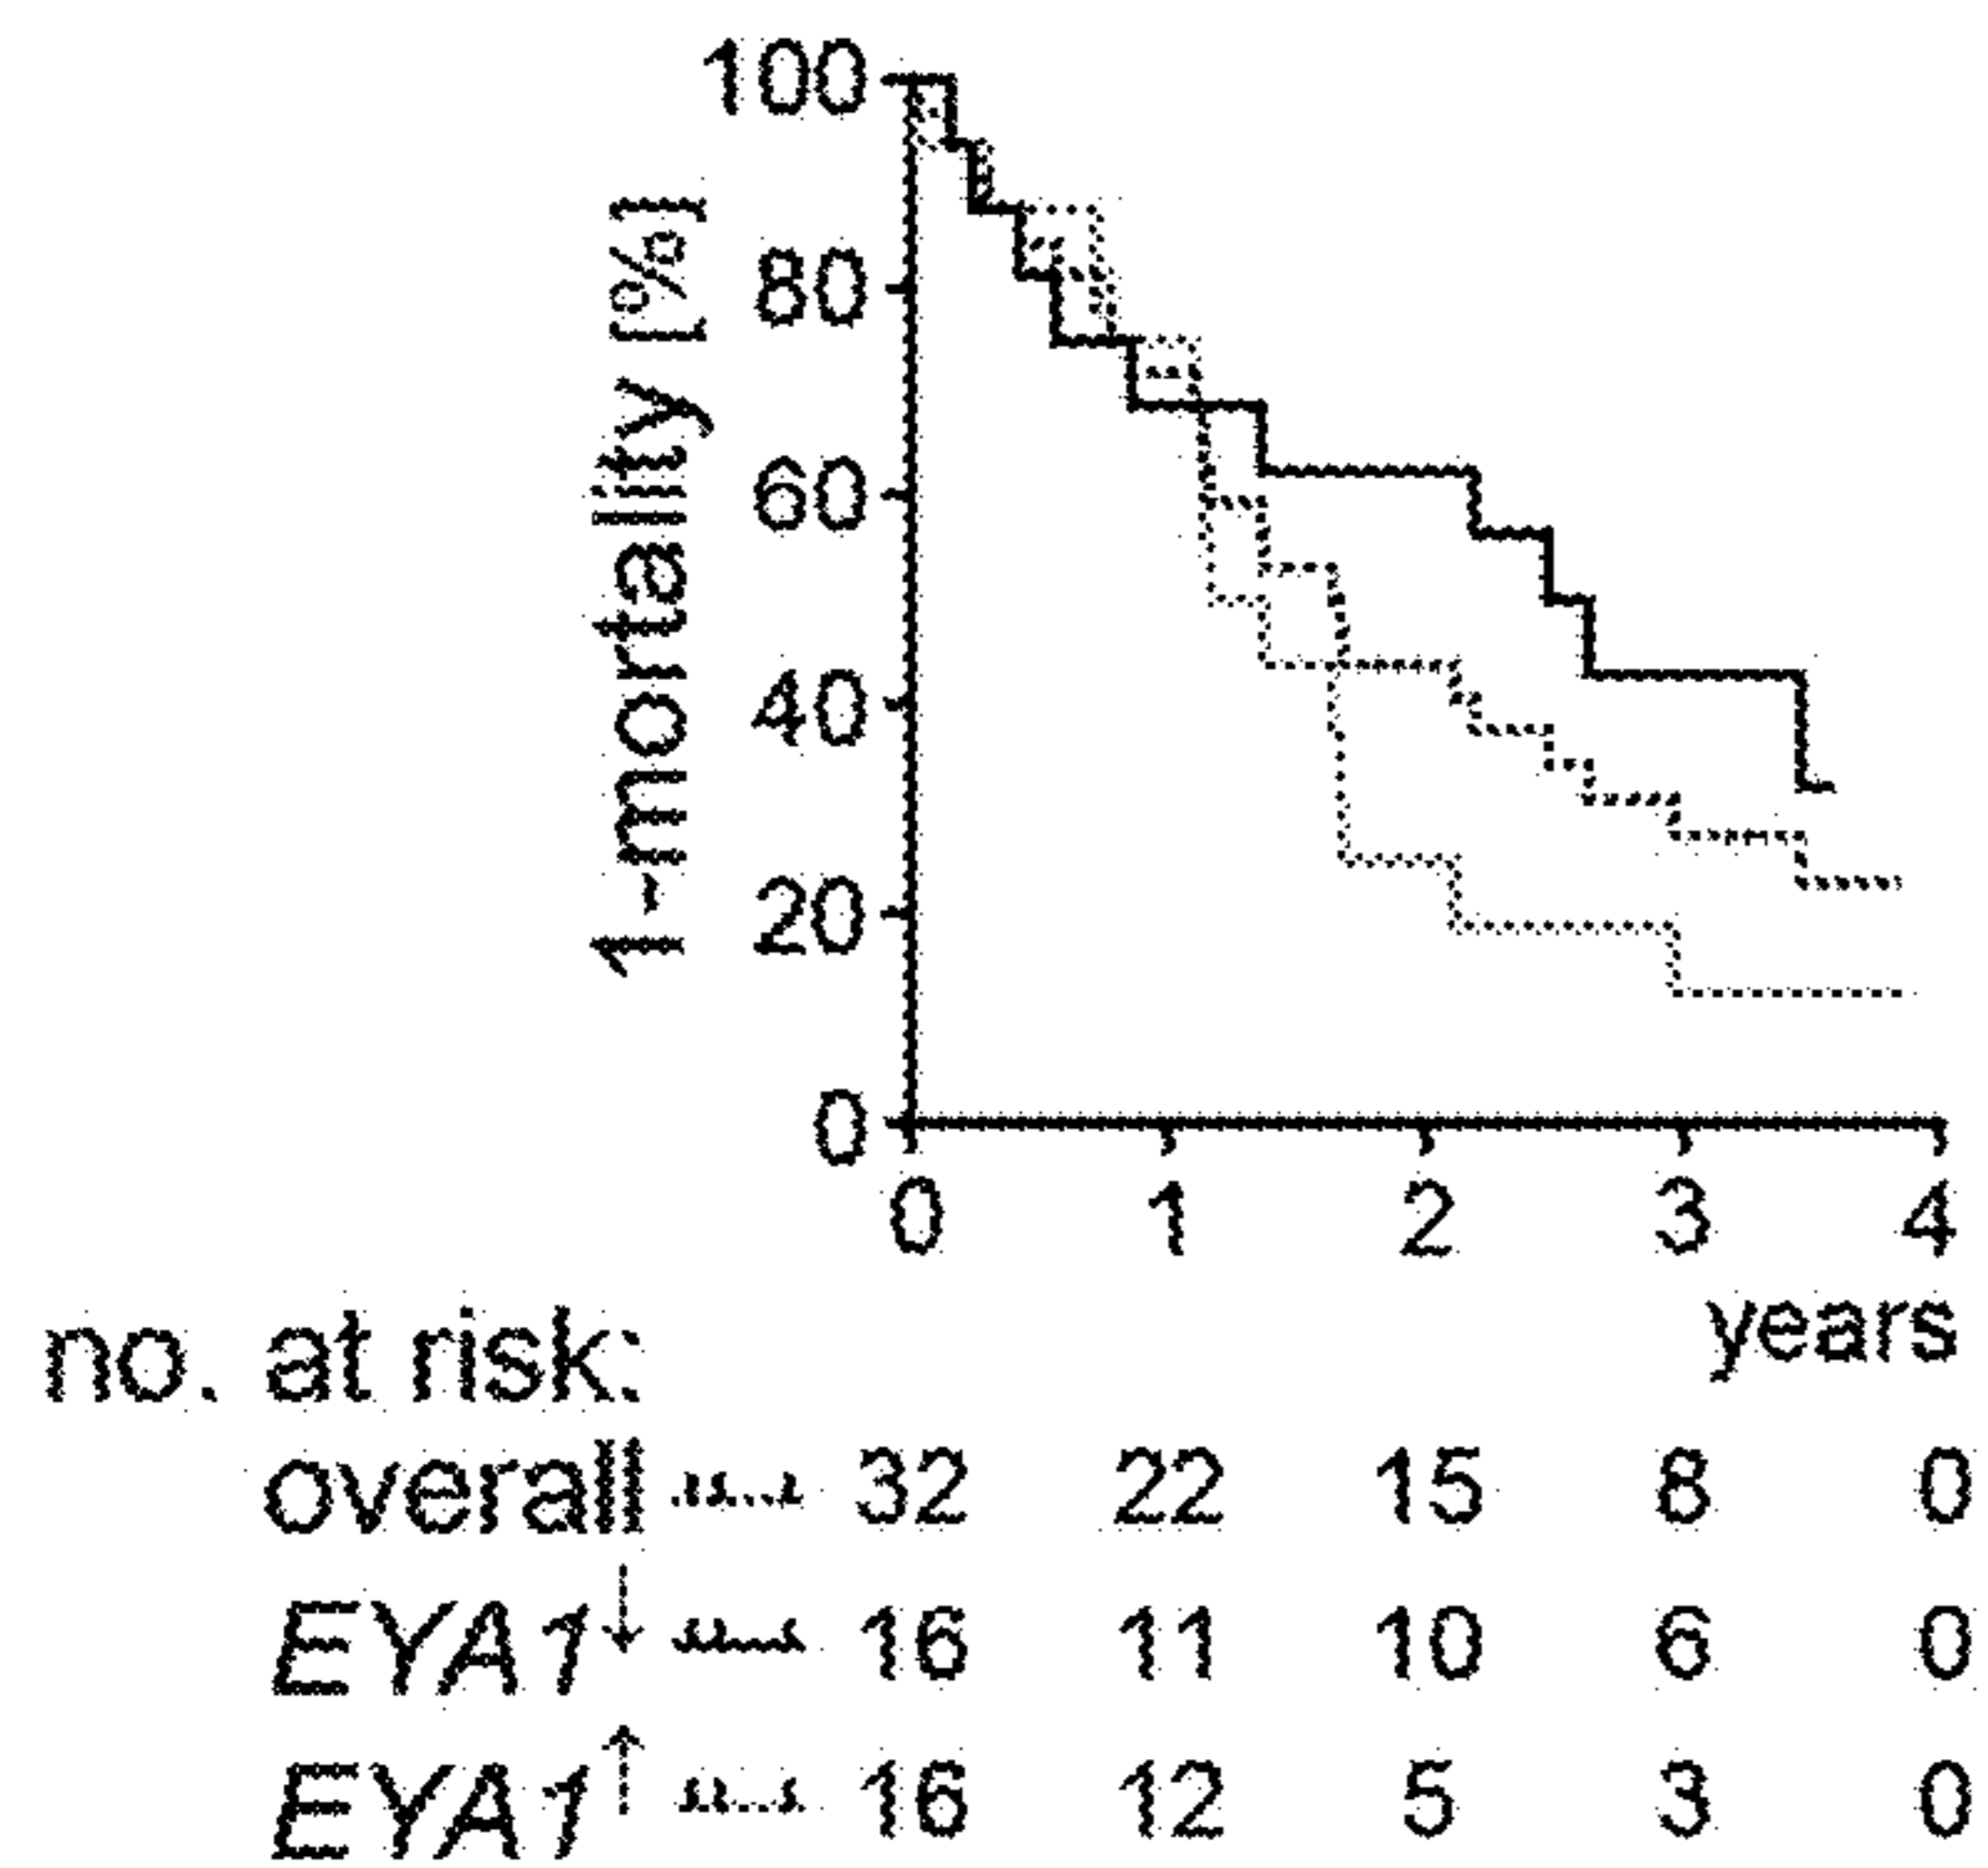 1-mortality [%]
100
80
60
40
20
0
0 1 2 3 4
years
no. at risk:
overall 32 22 15 8 0
EYA1↓ 16 11 10 6 0
EYA1↑ 16 12 5 3 0